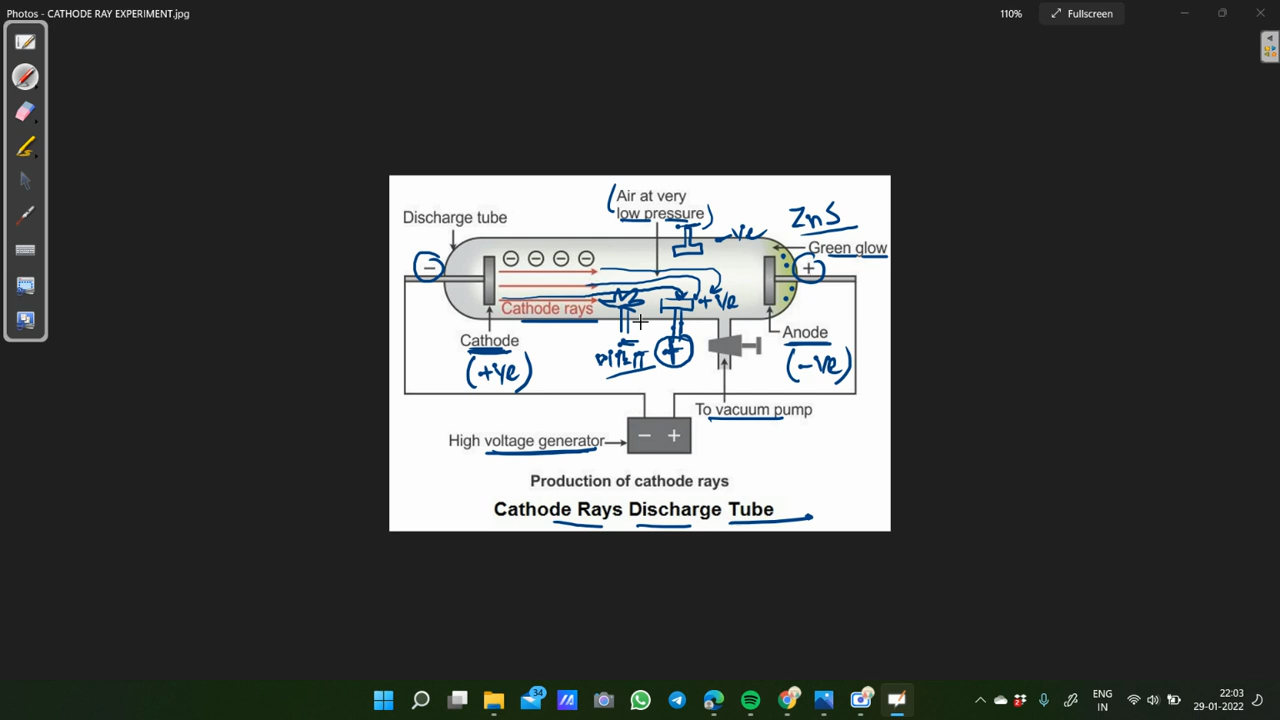 Photos - CATHODE RAY EXPERIMENT.jpg
110%
Fullscreen
Air at very
low pressure
Discharge tube
ZnS
-ve
Green glow
− +
Cathode rays
+ve
Cathode
(+ve)
+
Anode
(-ve)
To vacuum pump
High voltage generator
− +
Production of cathode rays
Cathode Rays Discharge Tube
34
2
ENG
IN
22:03
29-01-2022